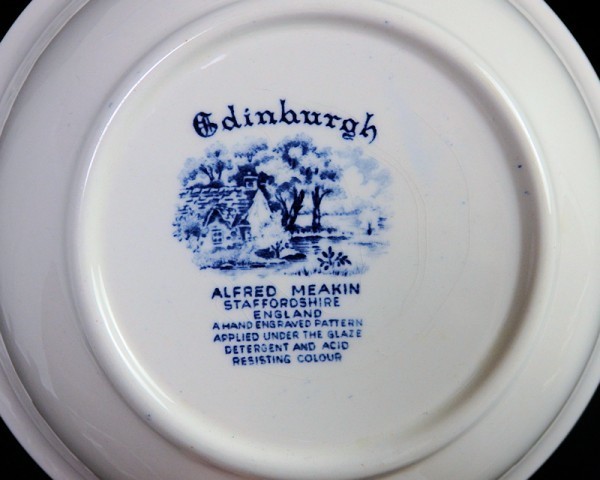 Edinburgh
ALFRED MEAKIN
STAFFORDSHIRE
ENGLAND
A HAND ENGRAVED PATTERN
APPLIED UNDER THE GLAZE
DETERGENT AND ACID
RESISTING COLOUR